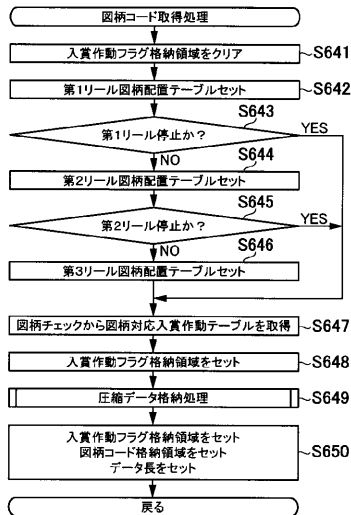 図柄コード取得処理
入賞作動フラグ格納領域をクリア
S641
第1リール図柄配置テーブルセット
S642
S643
第1リール停止か？
YES
NO
S644
第2リール図柄配置テーブルセット
S645
第2リール停止か？
YES
NO
S646
第3リール図柄配置テーブルセット
図柄チェックから図柄対応入賞作動テーブルを取得
S647
入賞作動フラグ格納領域をセット
S648
圧縮データ格納処理
S649
入賞作動フラグ格納領域をセット
図柄コード格納領域をセット
データ長をセット
S650
戻る